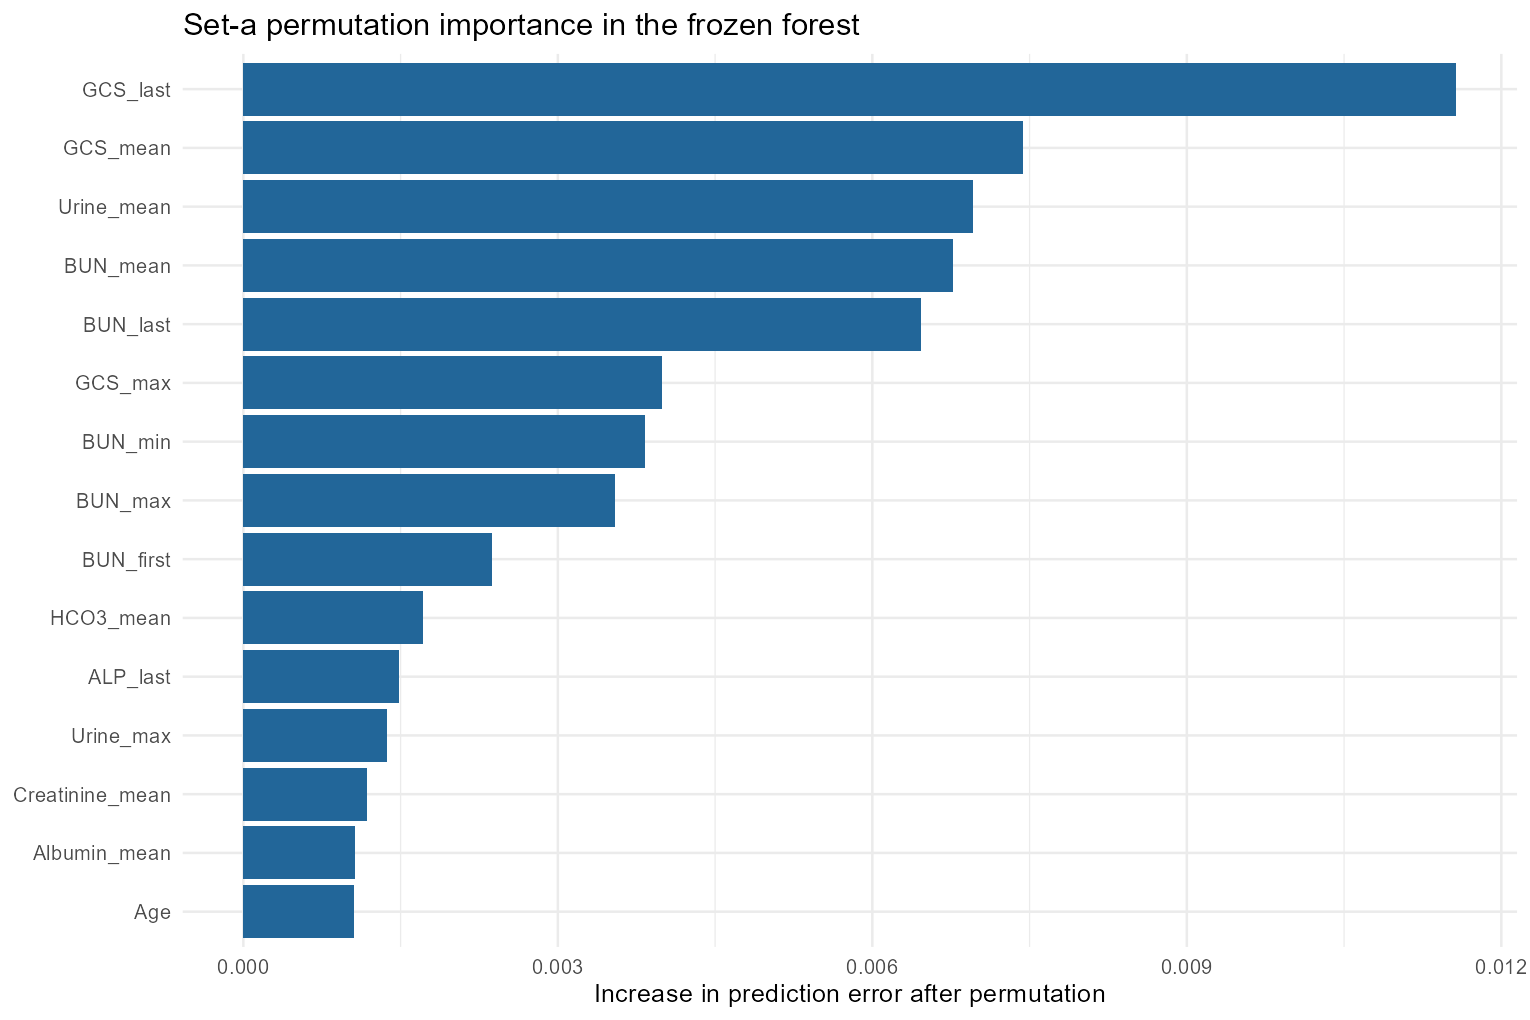 Set-a permutation importance in the frozen forest
GCS_last
GCS_mean
Urine_mean
BUN_mean
BUN_last
GCS_max
BUN_min
BUN_max
BUN_first
HCO3_mean
ALP_last
Urine_max
Creatinine_mean
Albumin_mean
Age
0.000 0.003 0.006 0.009 0.012
Increase in prediction error after permutation